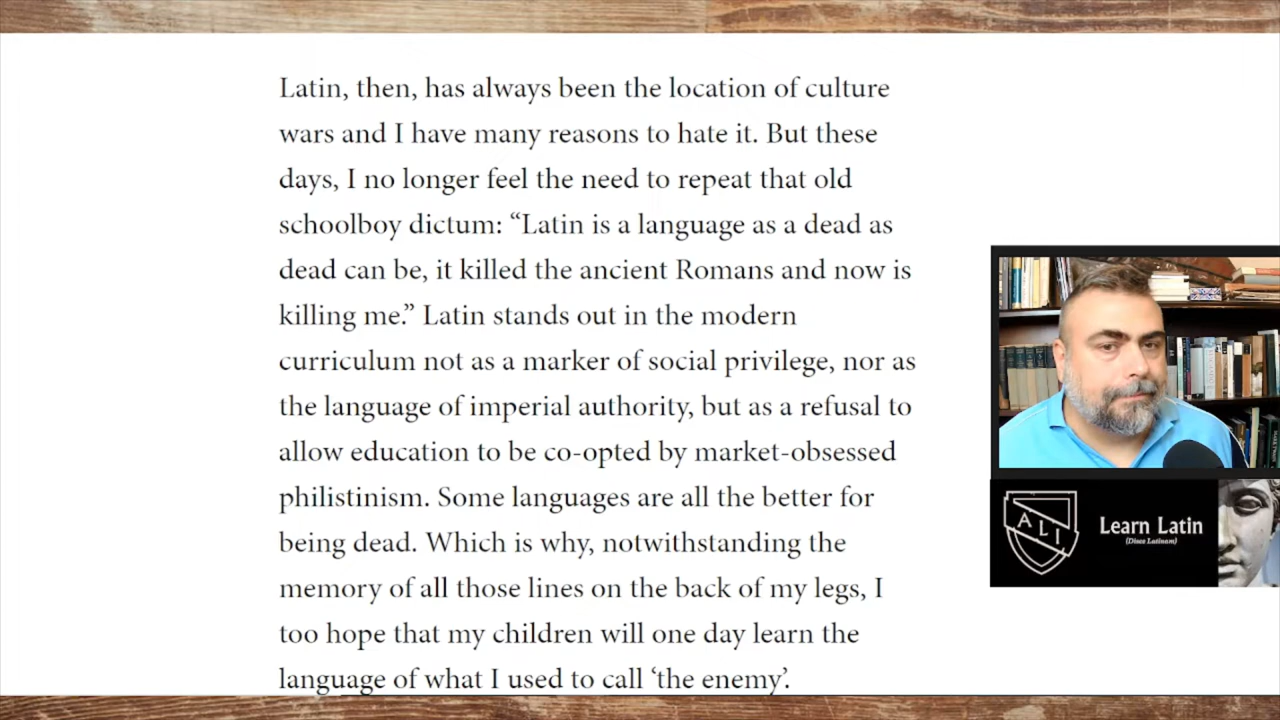 Latin, then, has always been the location of culture
wars and I have many reasons to hate it. But these
days, I no longer feel the need to repeat that old
schoolboy dictum: “Latin is a language as a dead as
dead can be, it killed the ancient Romans and now is
killing me.” Latin stands out in the modern
curriculum not as a marker of social privilege, nor as
the language of imperial authority, but as a refusal to
allow education to be co-opted by market-obsessed
philistinism. Some languages are all the better for
being dead. Which is why, notwithstanding the
memory of all those lines on the back of my legs, I
too hope that my children will one day learn the
language of what I used to call ‘the enemy’.
ALI
Learn Latin
(Disce Latinam)